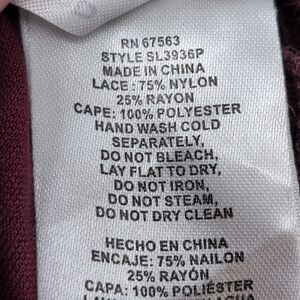 RN 67563
STYLE SL3936P
MADE IN CHINA
LACE: 75% NYLON
25% RAYON
CAPE: 100% POLYESTER
HAND WASH COLD
SEPARATELY,
DO NOT BLEACH,
LAY FLAT TO DRY,
DO NOT IRON,
DO NOT STEAM,
DO NOT DRY CLEAN
HECHO EN CHINA
ENCAJE: 75% NAILON
25% RAYÓN
CAPA: 100% POLIÉSTER